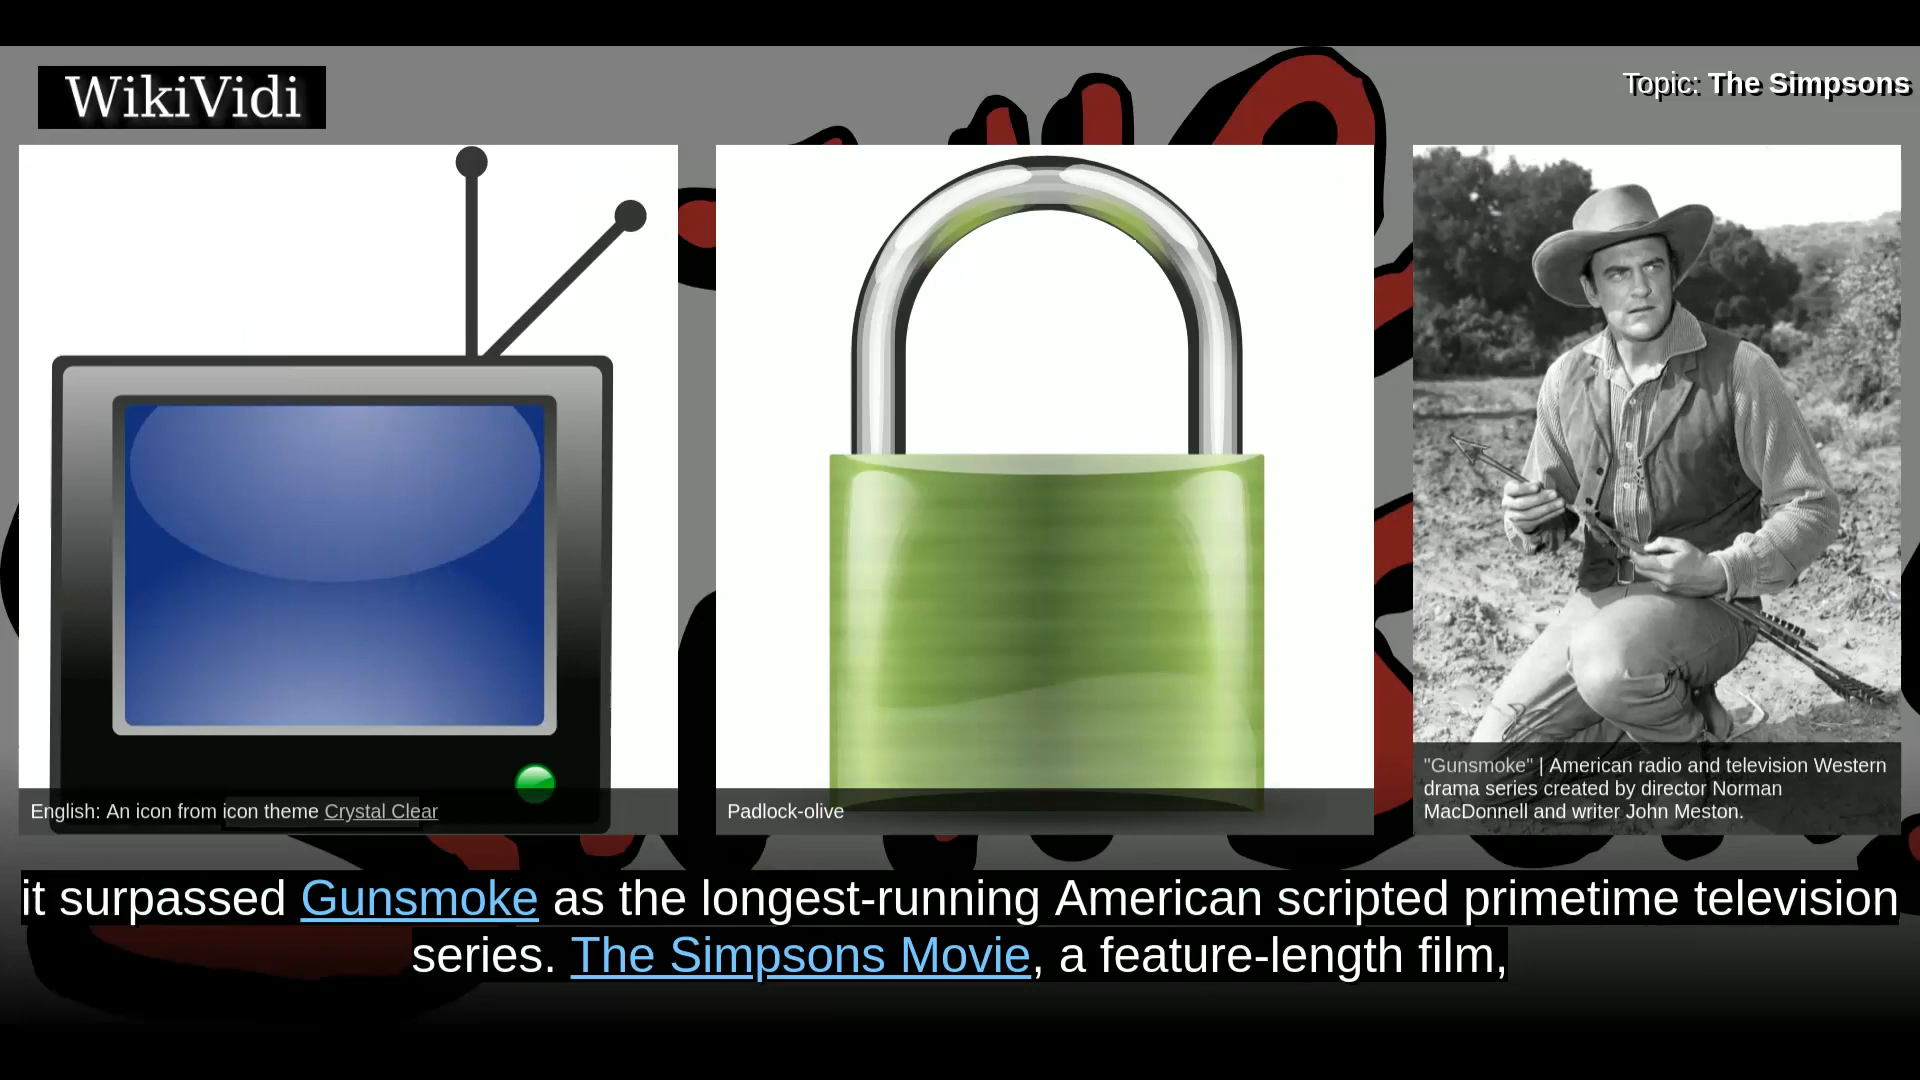 WikiVidi
Topic: The Simpsons
English: An icon from icon theme Crystal Clear
Padlock-olive
"Gunsmoke" | American radio and television Western
drama series created by director Norman
MacDonnell and writer John Meston.
it surpassed Gunsmoke as the longest-running American scripted primetime television
series. The Simpsons Movie, a feature-length film,